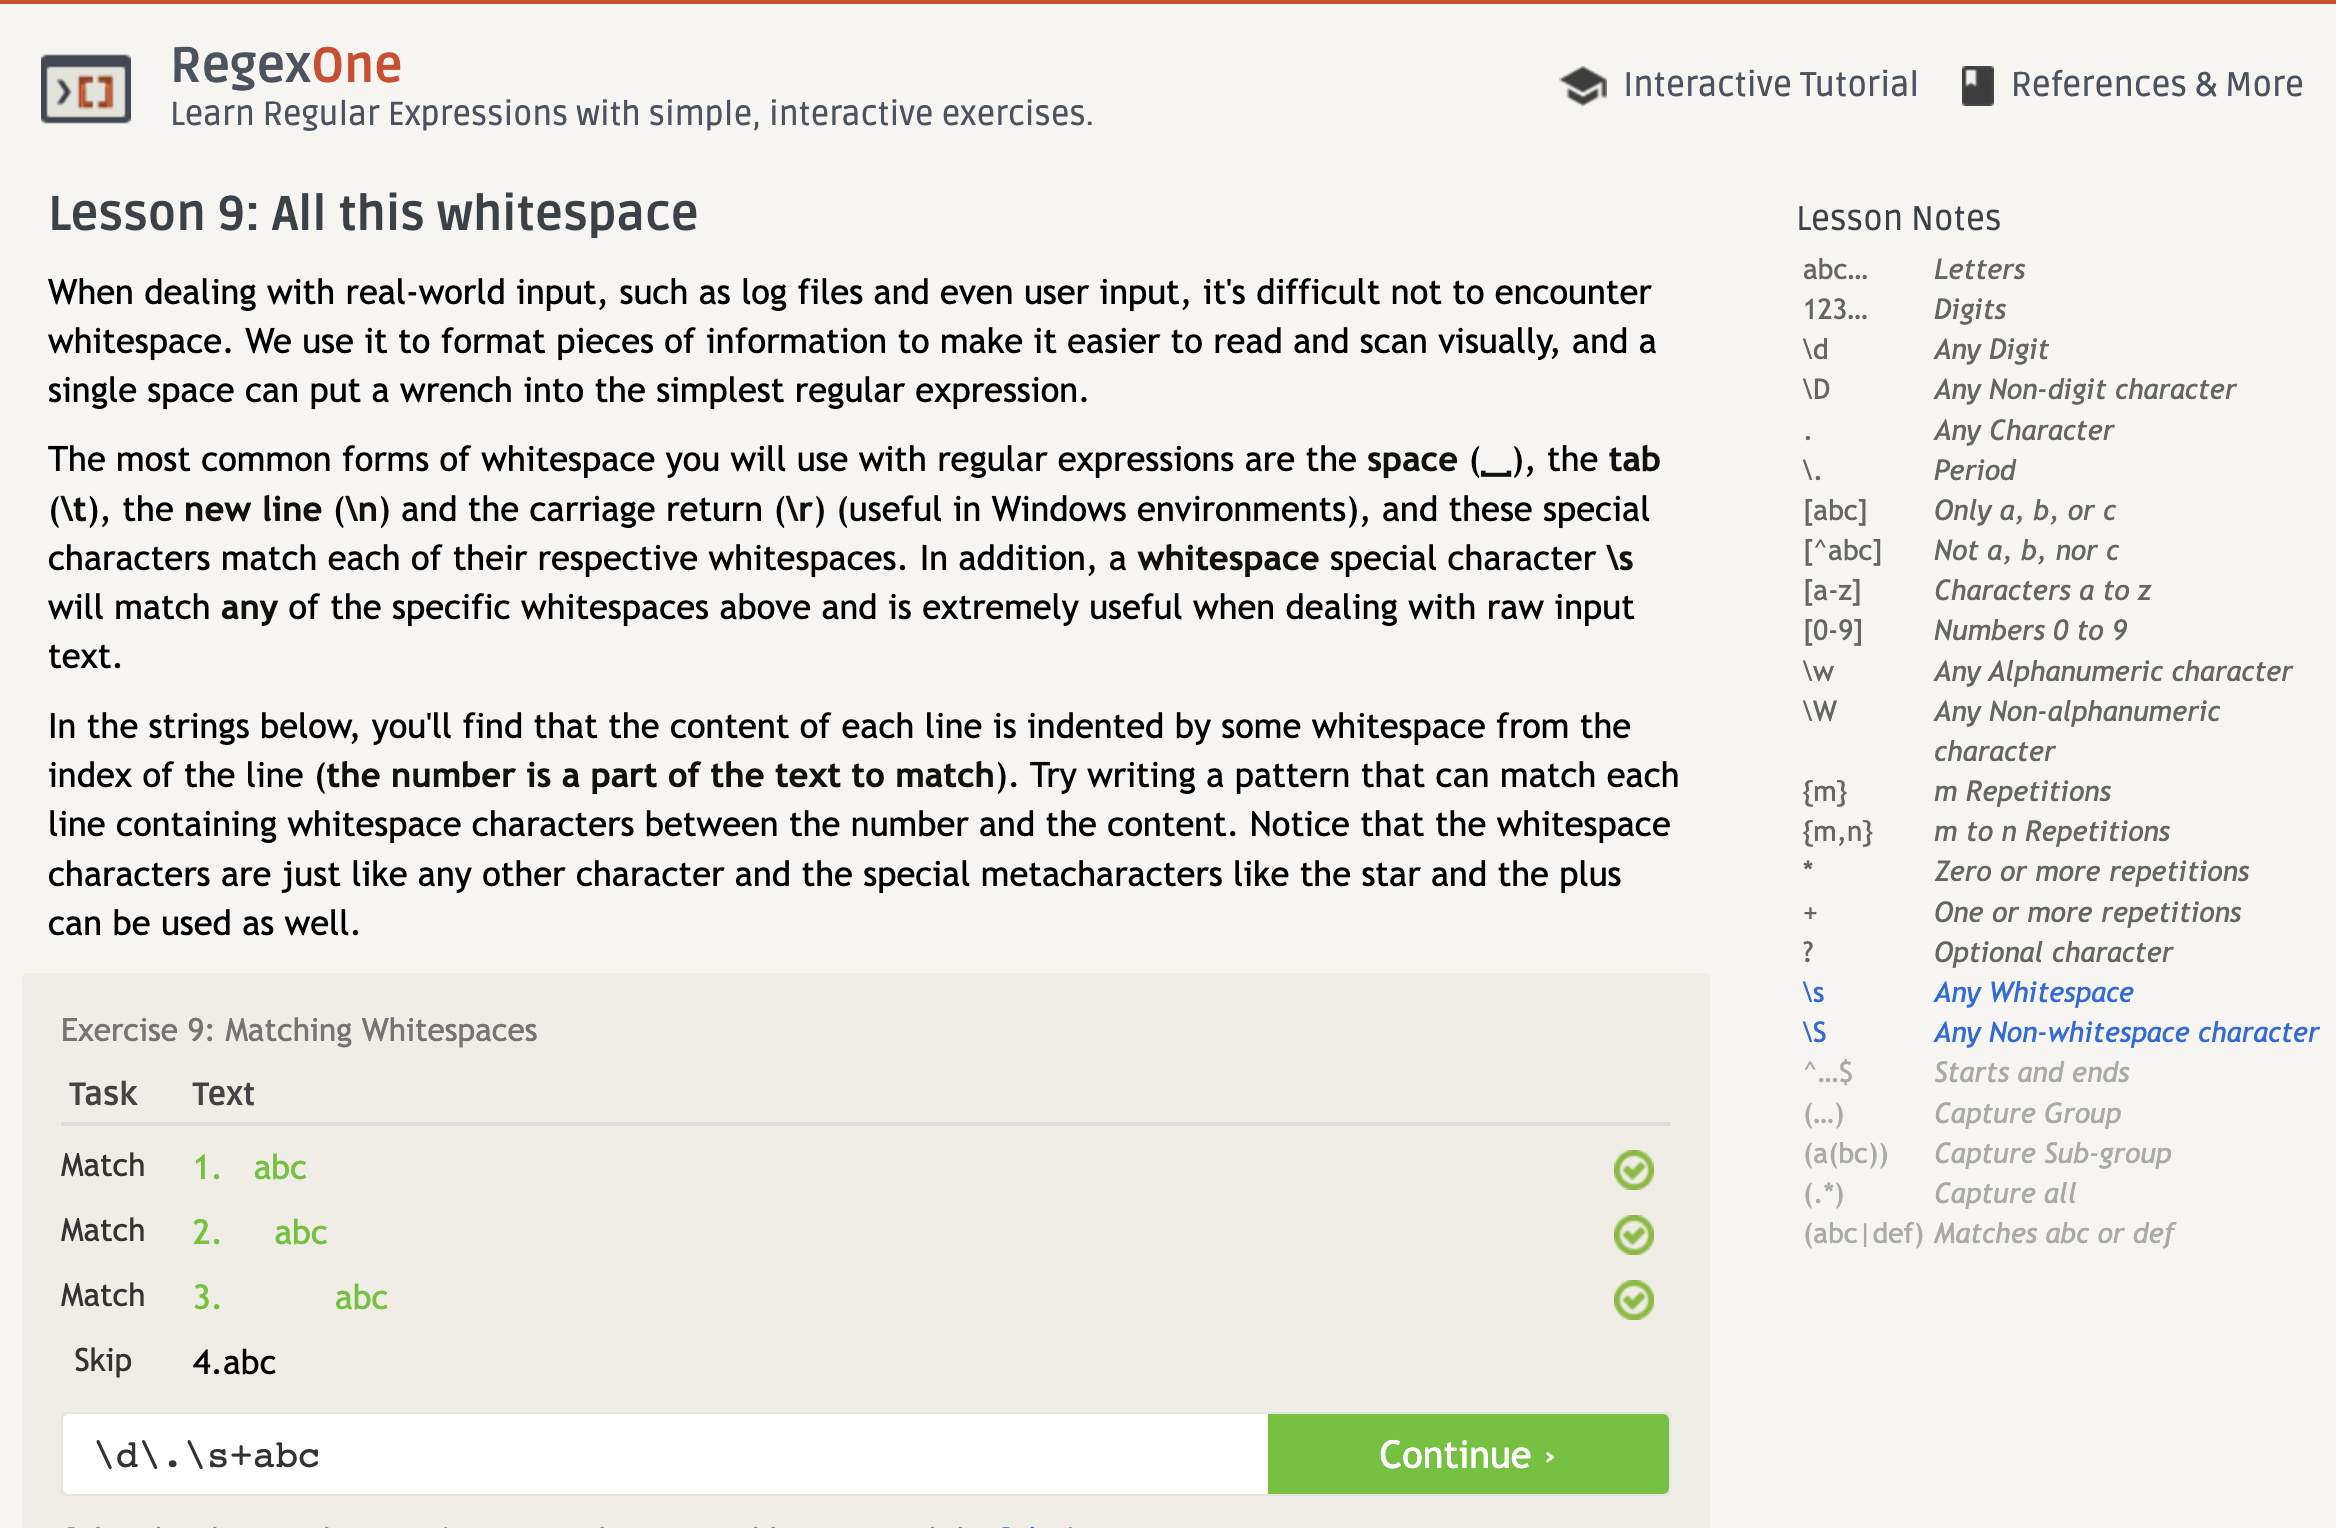 RegexOne
Learn Regular Expressions with simple, interactive exercises.
Interactive Tutorial
References & More
Lesson 9: All this whitespace
When dealing with real-world input, such as log files and even user input, it's difficult not to encounter
whitespace. We use it to format pieces of information to make it easier to read and scan visually, and a
single space can put a wrench into the simplest regular expression.
The most common forms of whitespace you will use with regular expressions are the space (⎵), the tab
(\t), the new line (\n) and the carriage return (\r) (useful in Windows environments), and these special
characters match each of their respective whitespaces. In addition, a whitespace special character \s
will match any of the specific whitespaces above and is extremely useful when dealing with raw input
text.
In the strings below, you'll find that the content of each line is indented by some whitespace from the
index of the line (the number is a part of the text to match). Try writing a pattern that can match each
line containing whitespace characters between the number and the content. Notice that the whitespace
characters are just like any other character and the special metacharacters like the star and the plus
can be used as well.
Exercise 9: Matching Whitespaces
Task Text
Match 1.   abc
Match 2.     abc
Match 3.           abc
Skip 4.abc
\d\.\s+abc
Continue ›
Lesson Notes
abc… Letters
123… Digits
\d Any Digit
\D Any Non-digit character
. Any Character
\. Period
[abc] Only a, b, or c
[^abc] Not a, b, nor c
[a-z] Characters a to z
[0-9] Numbers 0 to 9
\w Any Alphanumeric character
\W Any Non-alphanumeric
character
{m} m Repetitions
{m,n} m to n Repetitions
* Zero or more repetitions
+ One or more repetitions
? Optional character
\s Any Whitespace
\S Any Non-whitespace character
^…$ Starts and ends
(…) Capture Group
(a(bc)) Capture Sub-group
(.*) Capture all
(abc|def) Matches abc or def